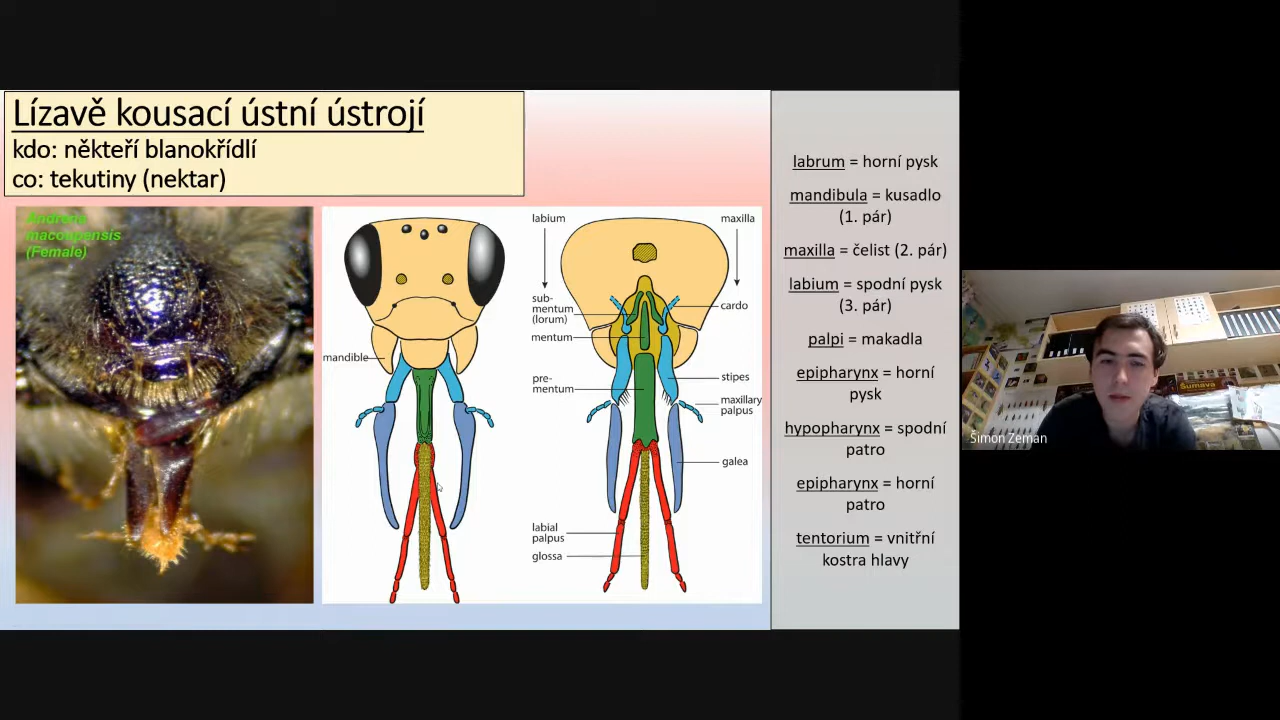 Lízavě kousací ústní ústrojí
kdo: někteří blanokřídlí
co: tekutiny (nektar)
Andrena
macoupensis
(Female)
mandible
labium
maxilla
sub-
mentum
(lorum)
cardo
mentum
pre-
mentum
stipes
maxillary
palpus
galea
labial
palpus
glossa
labrum = horní pysk
mandibula = kusadlo
(1. pár)
maxilla = čelist (2. pár)
labium = spodní pysk
(3. pár)
palpi = makadla
epipharynx = horní
pysk
hypopharynx = spodní
patro
epipharynx = horní
patro
tentorium = vnitřní
kostra hlavy
Šumava
Šimon Zeman